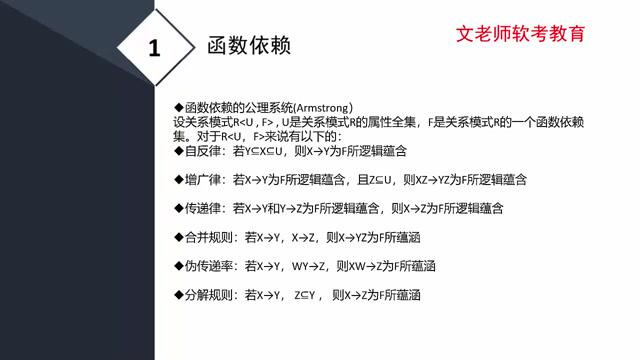 1
函数依赖
文老师软考教育
◆函数依赖的公理系统(Armstrong）
设关系模式R<U , F> , U是关系模式R的属性全集，F是关系模式R的一个函数依赖
集。对于R<U，F>来说有以下的：
◆自反律：若Y⊆X⊆U，则X→Y为F所逻辑蕴含
◆增广律：若X→Y为F所逻辑蕴含，且Z⊆U，则XZ→YZ为F所逻辑蕴含
◆传递律：若X→Y和Y→Z为F所逻辑蕴含，则X→Z为F所逻辑蕴含
◆合并规则：若X→Y，X→Z，则X→YZ为F所蕴涵
◆伪传递率：若X→Y，WY→Z，则XW→Z为F所蕴涵
◆分解规则：若X→Y， Z⊆Y ， 则X→Z为F所蕴涵